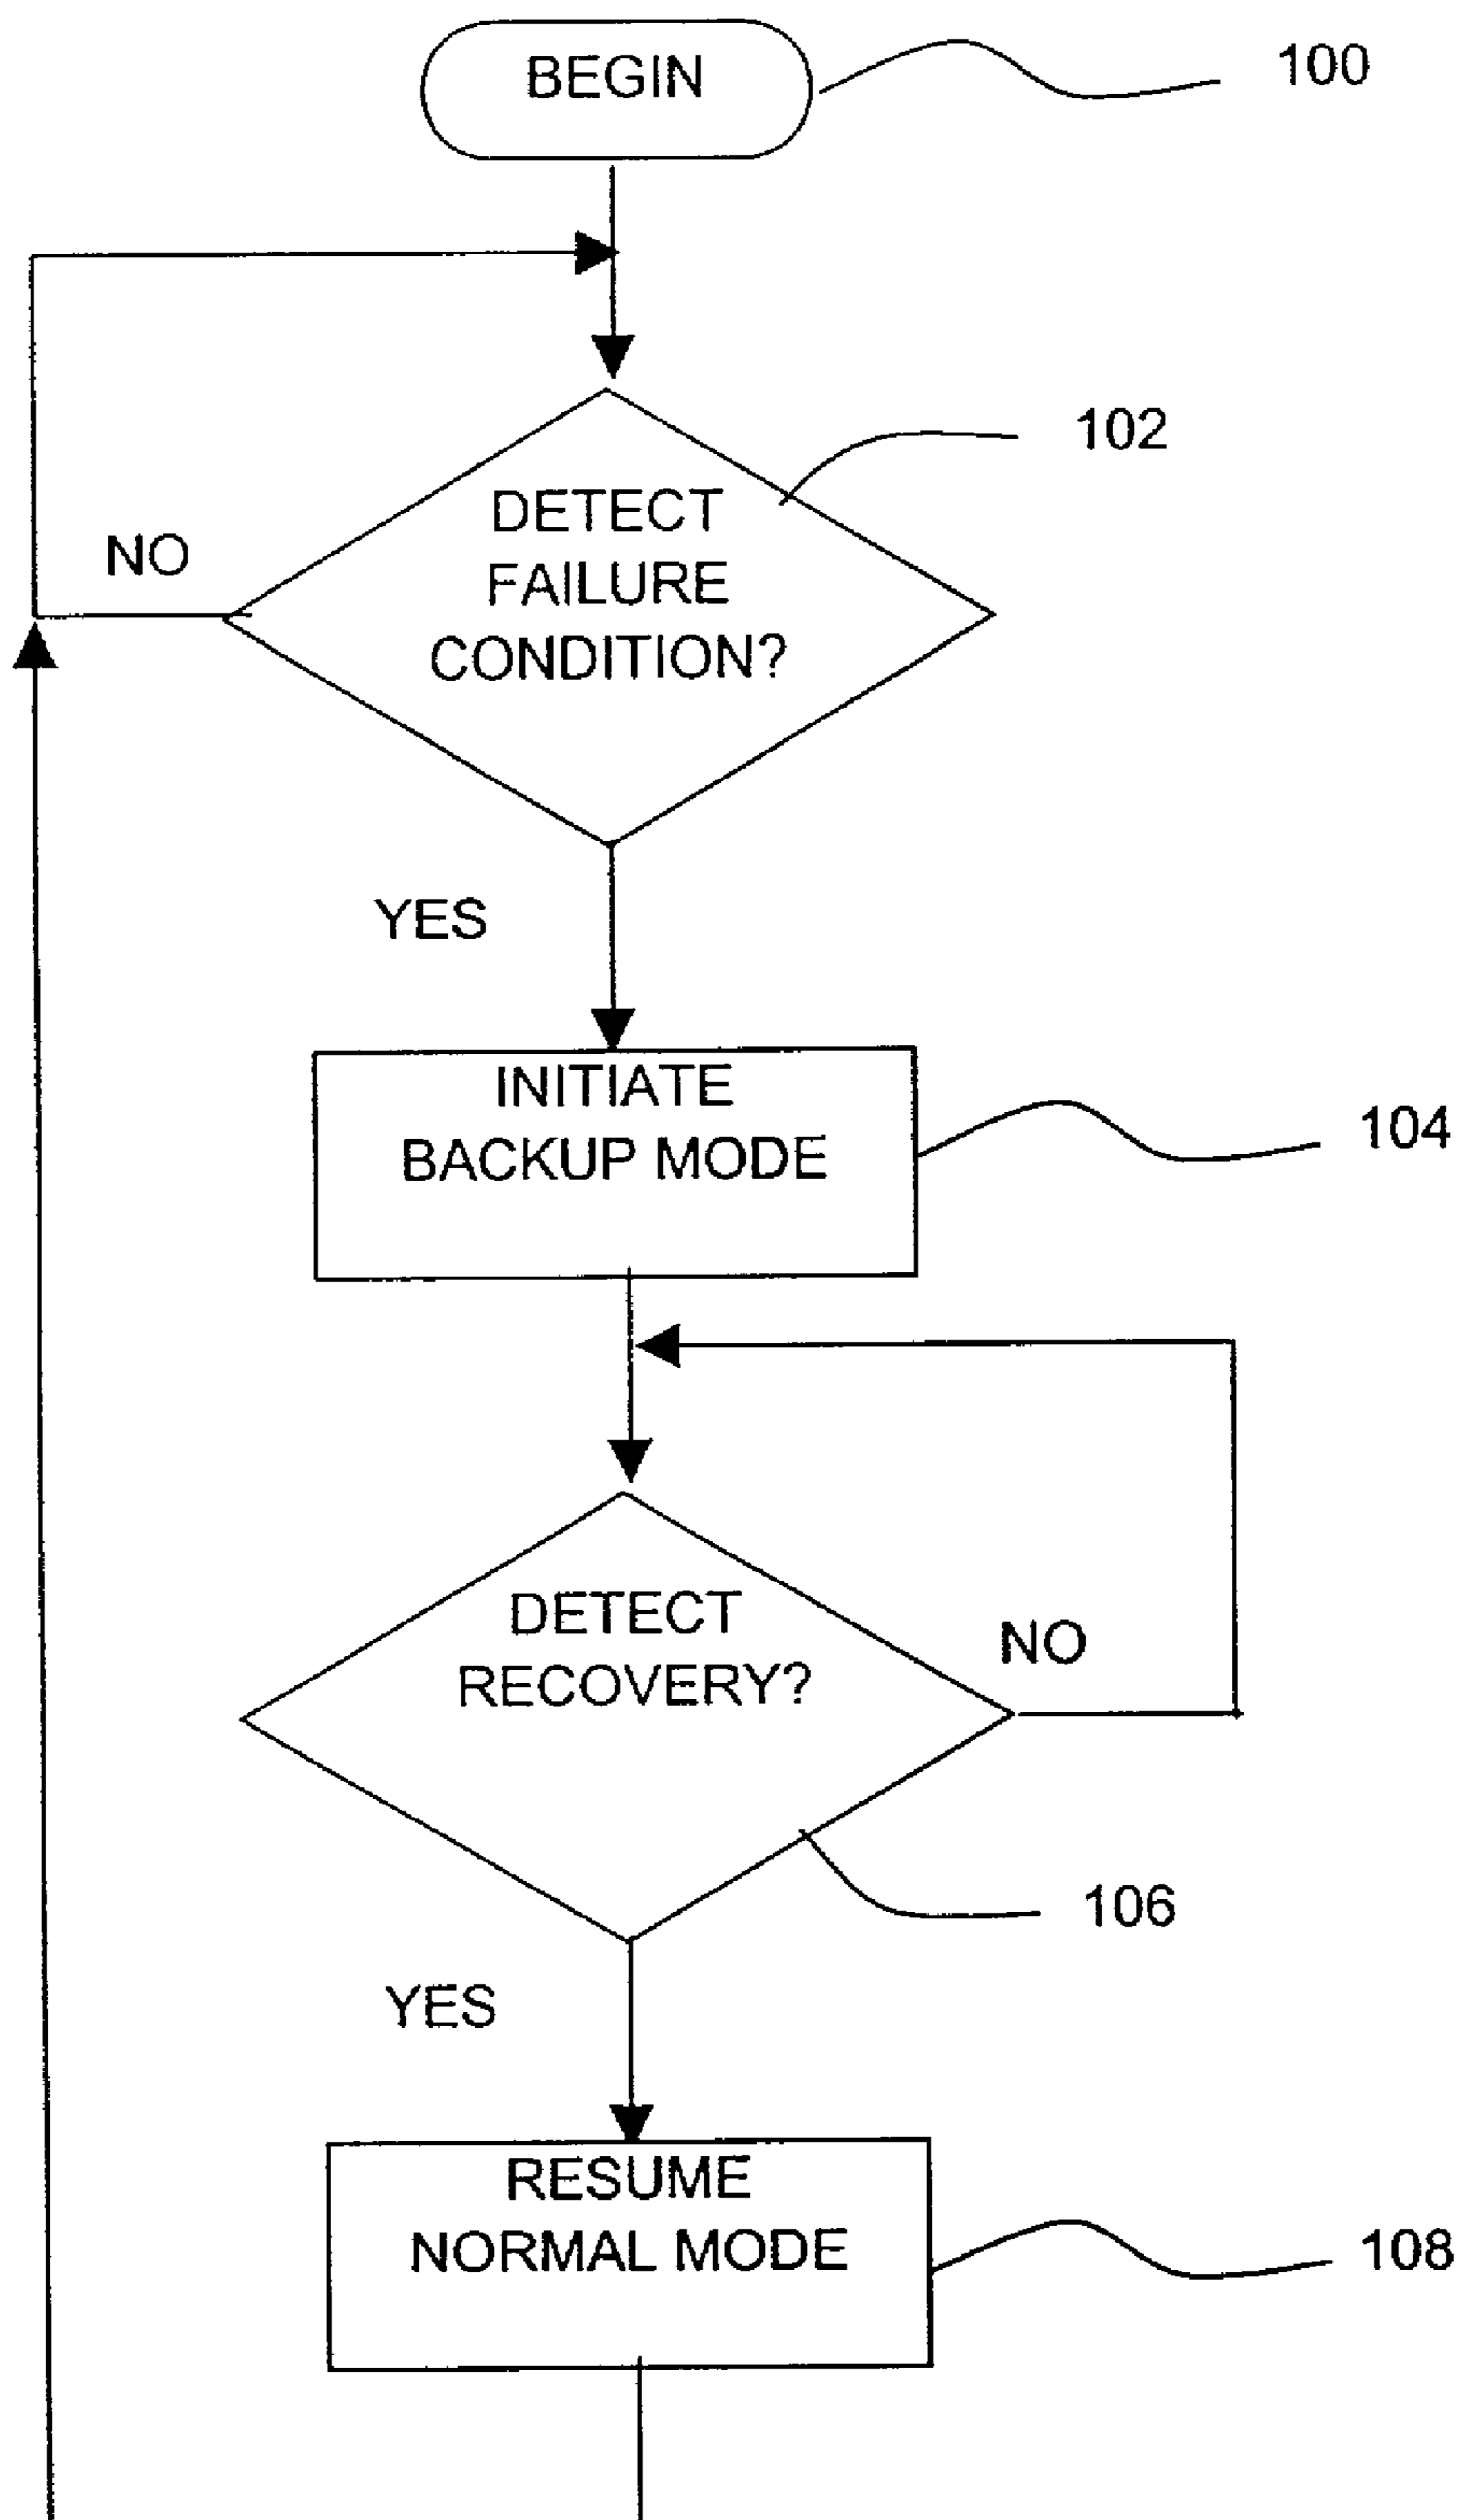 BEGIN
100
102
DETECT
FAILURE
CONDITION?
NO
YES
INITIATE
BACKUP MODE
104
DETECT
RECOVERY?
NO
106
YES
RESUME
NORMAL MODE
108